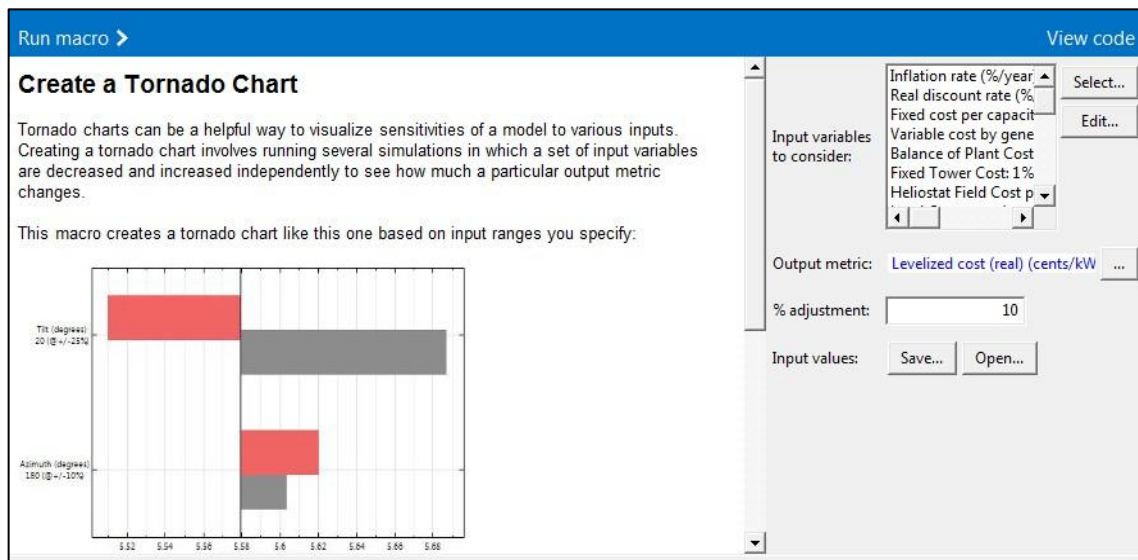 Run macro >
View code
Create a Tornado Chart
Tornado charts can be a helpful way to visualize sensitivities of a model to various inputs.
Creating a tornado chart involves running several simulations in which a set of input variables
are decreased and increased independently to see how much a particular output metric
changes.
This macro creates a tornado chart like this one based on input ranges you specify:
Tilt (degrees)
20 (@+/-25%)
Azimuth (degrees)
180 (@+/-10%)
5.52 5.54 5.56 5.58 5.6 5.62 5.64 5.66 5.68
Input variables
to consider:
Inflation rate (%/year)
Real discount rate (%
Fixed cost per capacit
Variable cost by gene
Balance of Plant Cost
Fixed Tower Cost: 1%
Heliostat Field Cost p
Select...
Edit...
Output metric:
Levelized cost (real) (cents/kW
...
% adjustment:
10
Input values:
Save...
Open...